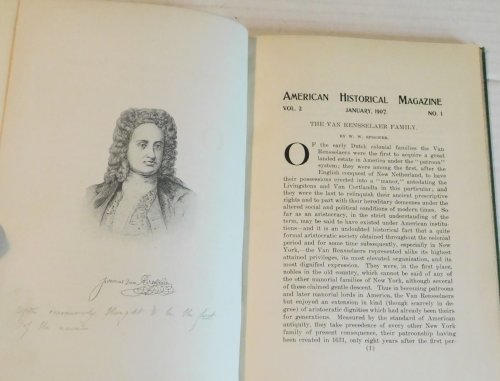 of the
AMERICAN HISTORICAL MAGAZINE
VOL. 2 JANUARY, 1907. NO. 1
THE VAN RENSSELAER FAMILY.
BY W. W. SPOONER.
OF the early Dutch colonial families the Van
Rensselaers were the first to acquire a great
landed estate in America under the "patroon"
system; they were among the first, after the
English conquest of New Netherland, to have
their possessions erected into a "manor," antedating the
Livingstons and Van Cortlandts in this particular; and they
were the last to relinquish their ancient prescriptive
rights and to part with their hereditary demesnes under the
altered social and political conditions of modern times. So
far as an aristocracy, in the strict understanding of the
term, may be said to have existed under American institu-
tions—and it is an undoubted historical fact that a quite
formal aristocratic society obtained throughout the colonial
period and for some time subsequently, especially in New
York,—the Van Rensselaers represented alike its highest
attained privileges, its most elevated organization, and its
most dignified expression. They were, in the first place,
nobles in the old country, which cannot be said of any of
the other manorial families of New York, although several
of these claimed gentle descent. Thus in becoming patroons
and later manorial lords in America, the Van Rensselaers
but enjoyed an extension in kind (though scarcely in de-
gree) of aristocratic dignities which had already been theirs
for generations. Measured by the standard of American
antiquity, they take precedence of every other New York
family of present consequence, their patroonship having
been created in 1631, only eight years after the first per-
(1)